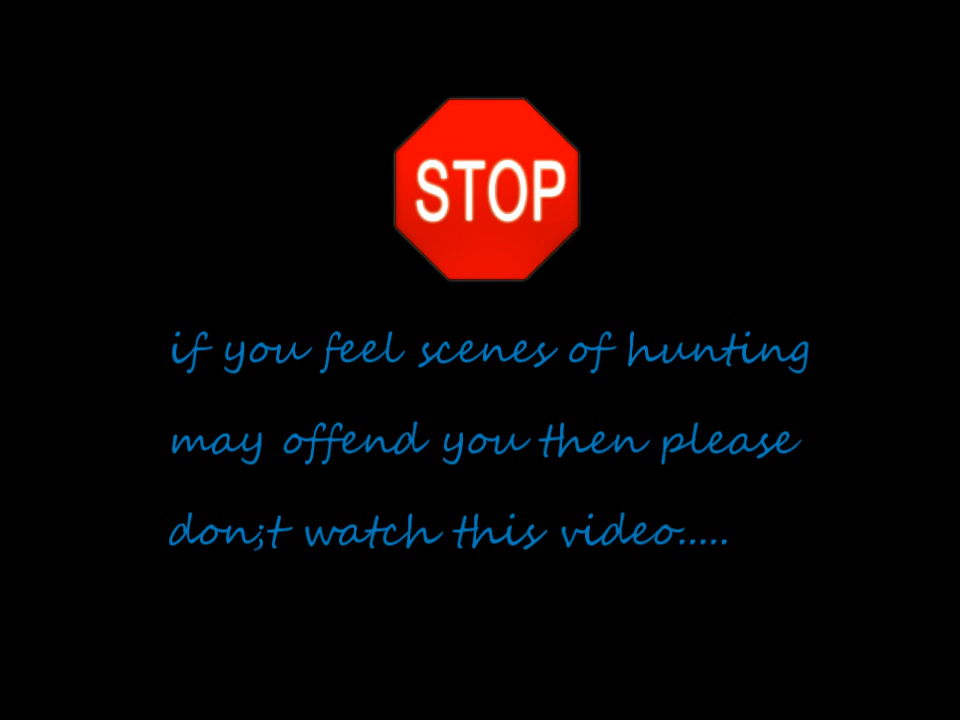 STOP
if you feel scenes of hunting
may offend you then please
don;t watch this video.....